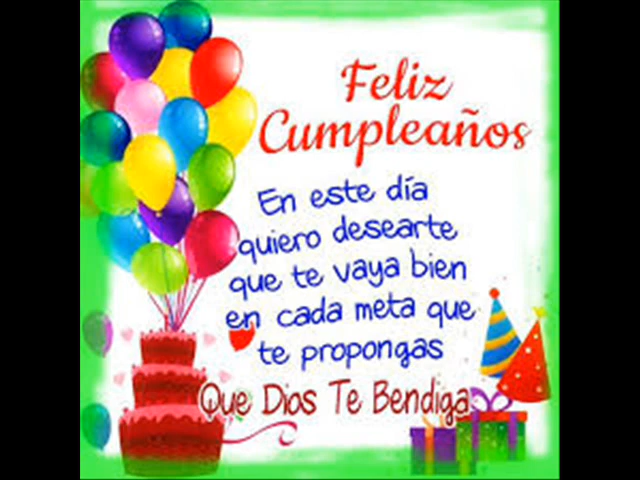 Feliz
Cumpleaños
En este día
quiero desearte
que te vaya bien
en cada meta que
te propongas
Que Dios Te Bendiga